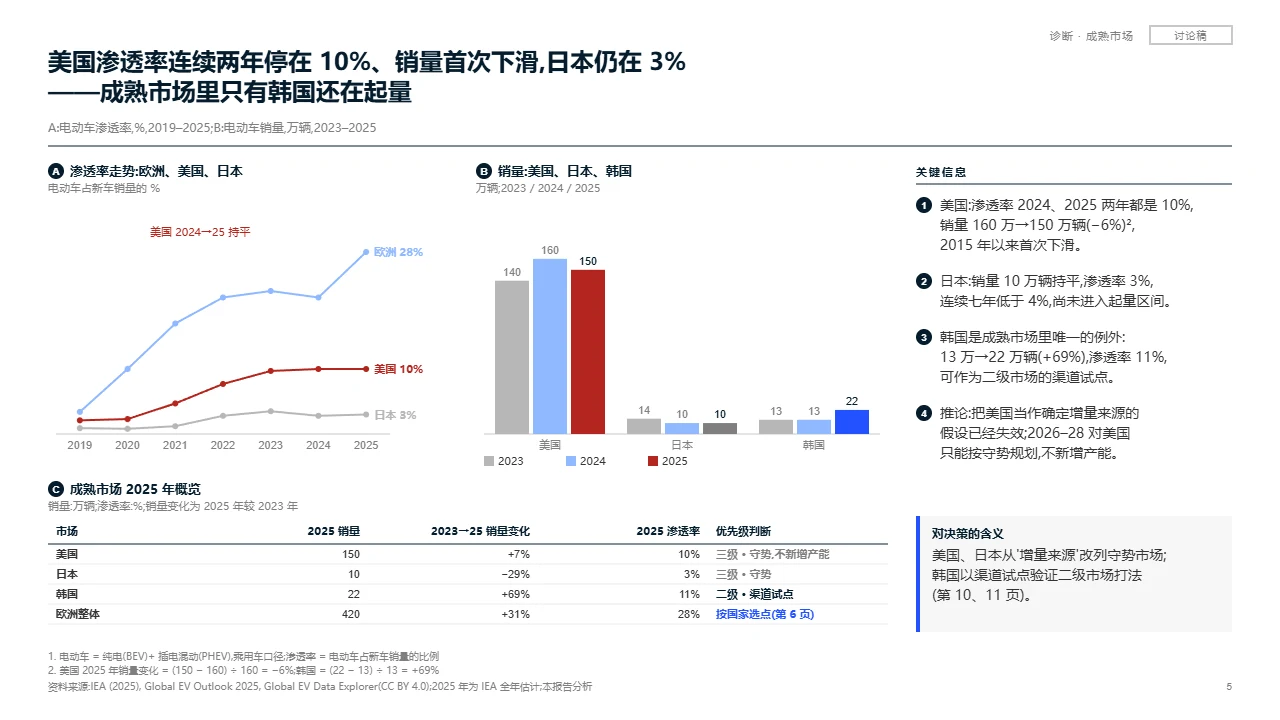 诊断 · 成熟市场
讨论稿
美国渗透率连续两年停在 10%、销量首次下滑,日本仍在 3%
——成熟市场里只有韩国还在起量
A:电动车渗透率,%,2019–2025;B:电动车销量,万辆,2023–2025
A 渗透率走势:欧洲、美国、日本
电动车占新车销量的 %
美国 2024→25 持平
欧洲 28%
美国 10%
日本 3%
2019 2020 2021 2022 2023 2024 2025
B 销量:美国、日本、韩国
万辆;2023 / 2024 / 2025
140 160 150
14 10 10
13 13 22
美国 日本 韩国
2023 2024 2025
关键信息
1 美国:渗透率 2024、2025 两年都是 10%,
销量 160 万→150 万辆(−6%)²,
2015 年以来首次下滑。
2 日本:销量 10 万辆持平,渗透率 3%,
连续七年低于 4%,尚未进入起量区间。
3 韩国是成熟市场里唯一的例外:
13 万→22 万辆(+69%),渗透率 11%,
可作为二级市场的渠道试点。
4 推论:把美国当作确定增量来源的
假设已经失效;2026–28 对美国
只能按守势规划,不新增产能。
C 成熟市场 2025 年概览
销量:万辆;渗透率:%;销量变化为 2025 年较 2023 年
市场 2025 销量 2023→25 销量变化 2025 渗透率 优先级判断
美国 150 +7% 10% 三级 • 守势,不新增产能
日本 10 −29% 3% 三级 • 守势
韩国 22 +69% 11% 二级 • 渠道试点
欧洲整体 420 +31% 28% 按国家选点(第 6 页)
对决策的含义
美国、日本从'增量来源'改列守势市场;
韩国以渠道试点验证二级市场打法
(第 10、11 页)。
1. 电动车 = 纯电(BEV)+ 插电混动(PHEV),乘用车口径;渗透率 = 电动车占新车销量的比例
2. 美国 2025 年销量变化 = (150 − 160) ÷ 160 = −6%;韩国 = (22 − 13) ÷ 13 = +69%
资料来源:IEA (2025), Global EV Outlook 2025, Global EV Data Explorer(CC BY 4.0);2025 年为 IEA 全年估计;本报告分析
5